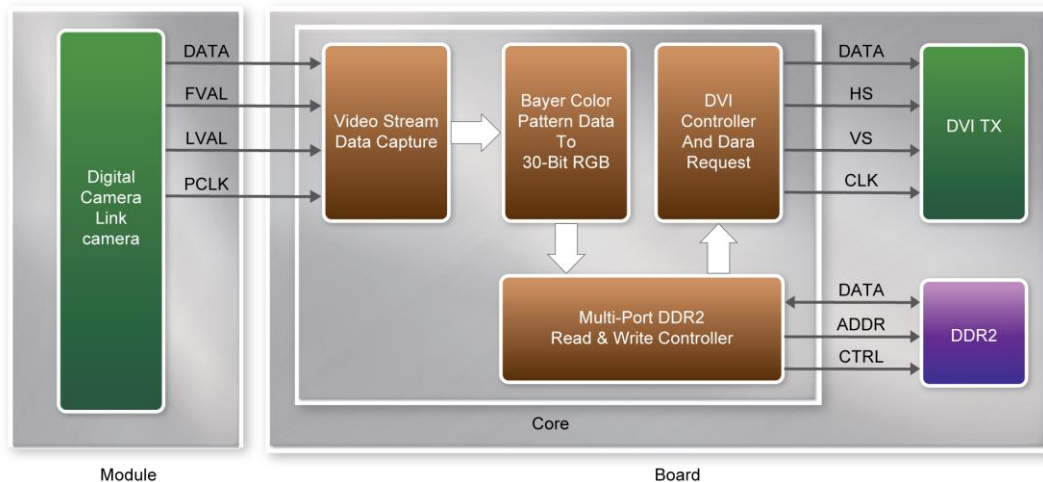 Digital
Camera
Link
camera
DATA
FVAL
LVAL
PCLK
Video Stream
Data Capture
Bayer Color
Pattern Data
To
30-Bit RGB
DVI
Controller
And Dara
Request
DATA
HS
VS
CLK
DVI TX
Multi-Port DDR2
Read & Write Controller
DATA
ADDR
CTRL
DDR2
Core
Module
Board